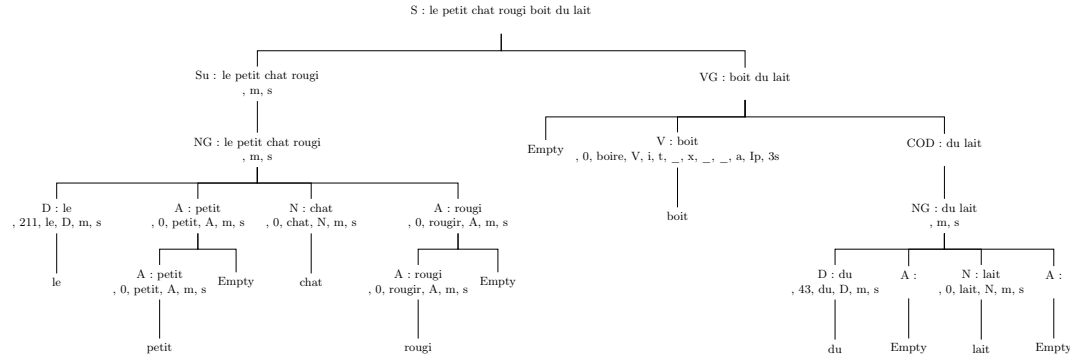 S : le petit chat rougi boit du lait
Su : le petit chat rougi
, m, s
VG : boit du lait
NG : le petit chat rougi
, m, s
Empty
V : boit
, 0, boire, V, i, t, _, x, _, _, a, Ip, 3s
COD : du lait
D : le
, 211, le, D, m, s
A : petit
, 0, petit, A, m, s
N : chat
, 0, chat, N, m, s
A : rougi
, 0, rougir, A, m, s
boit
NG : du lait
, m, s
le
A : petit
, 0, petit, A, m, s
Empty
chat
A : rougi
, 0, rougir, A, m, s
Empty
D : du
, 43, du, D, m, s
A :
N : lait
, 0, lait, N, m, s
A :
petit
rougi
du
Empty
lait
Empty